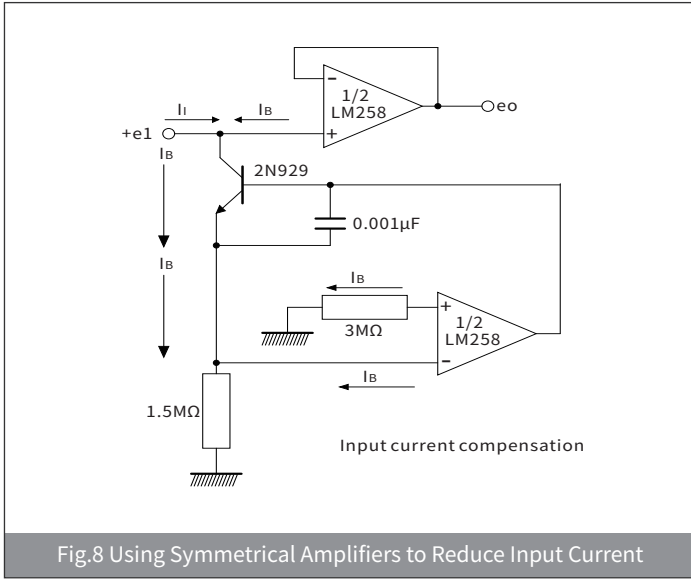 1/2
LM258
eo
II
IB
+e1
IB
2N929
0.001µF
IB
IB
3MΩ
1/2
LM258
IB
1.5MΩ
Input current compensation
Fig.8 Using Symmetrical Amplifiers to Reduce Input Current